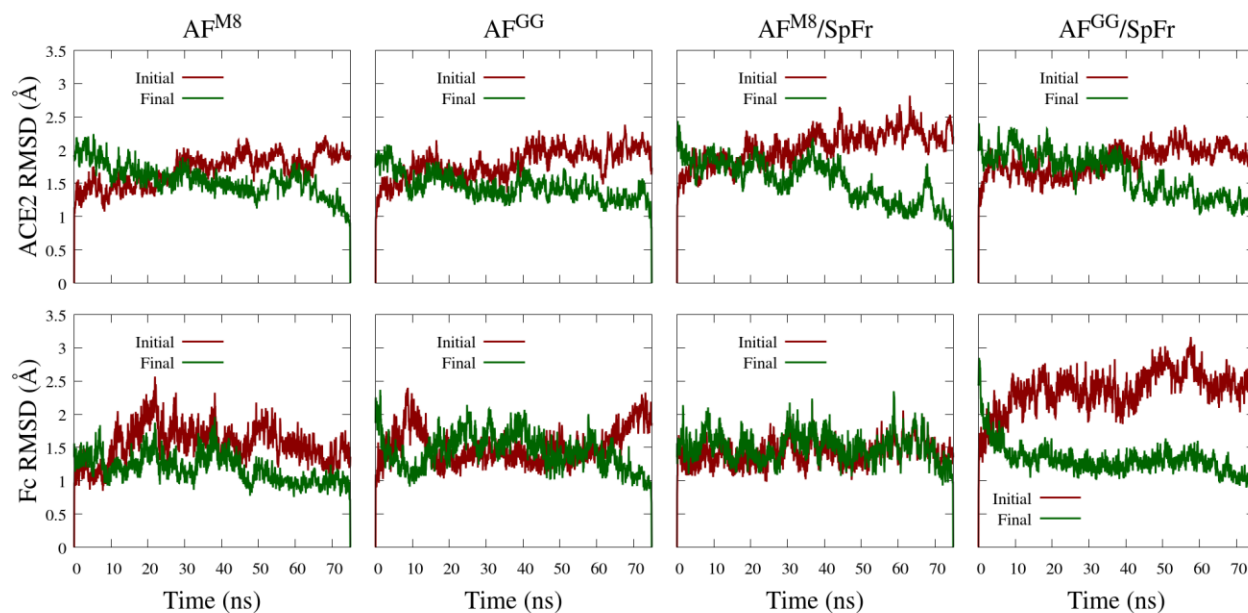 AF^M8 AF^GG AF^M8/SpFr AF^GG/SpFr
ACE2 RMSD (Å)
3.5
3
2.5
2
1.5
1
0.5
0
Initial
Final
Initial
Final
Initial
Final
Initial
Final
Fc RMSD (Å)
3.5
3
2.5
2
1.5
1
0.5
0
Initial
Final
Initial
Final
Initial
Final
Initial
Final
0 10 20 30 40 50 60 70
0 10 20 30 40 50 60 70
0 10 20 30 40 50 60 70
0 10 20 30 40 50 60 70
Time (ns) Time (ns) Time (ns) Time (ns)